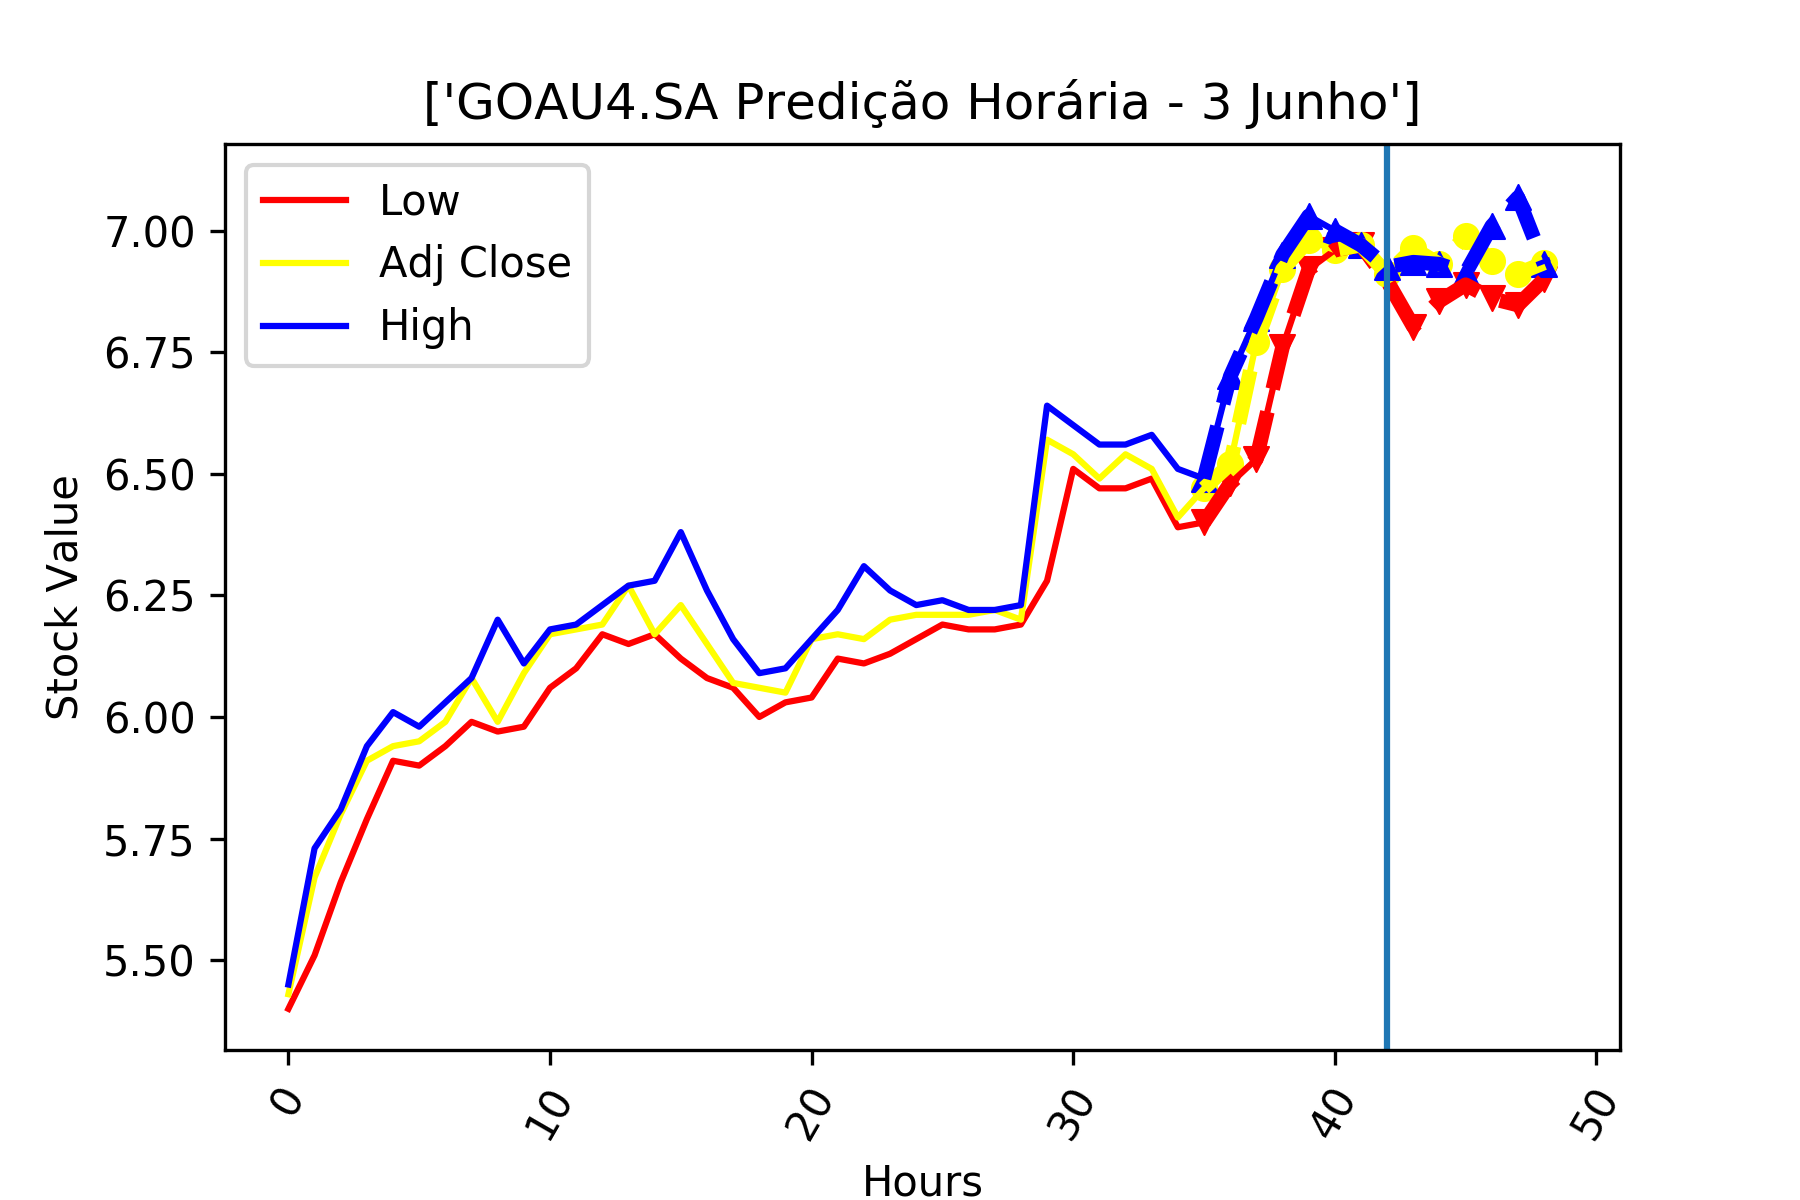 ['GOAU4.SA Predição Horária - 3 Junho']
Low
Adj Close
High
7.00
6.75
6.50
6.25
6.00
5.75
5.50
Stock Value
0
10
20
30
40
50
Hours